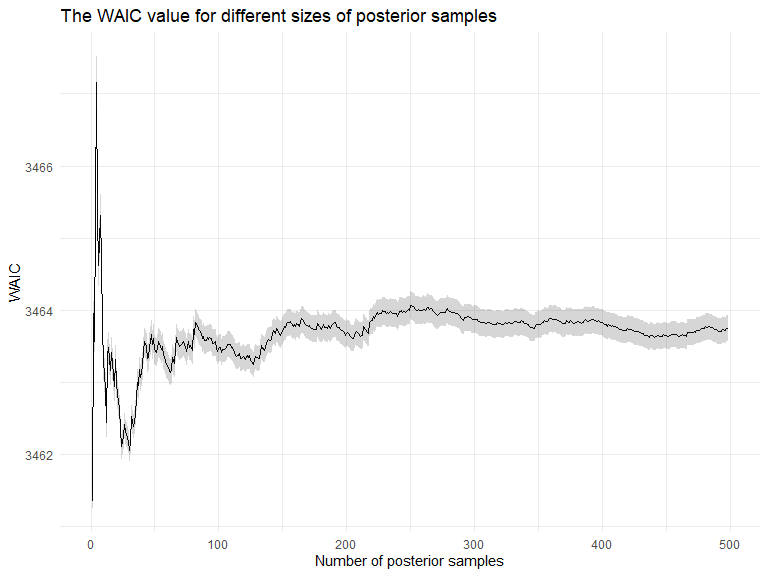 The WAIC value for different sizes of posterior samples
WAIC
3466
3464
3462
0 100 200 300 400 500
Number of posterior samples